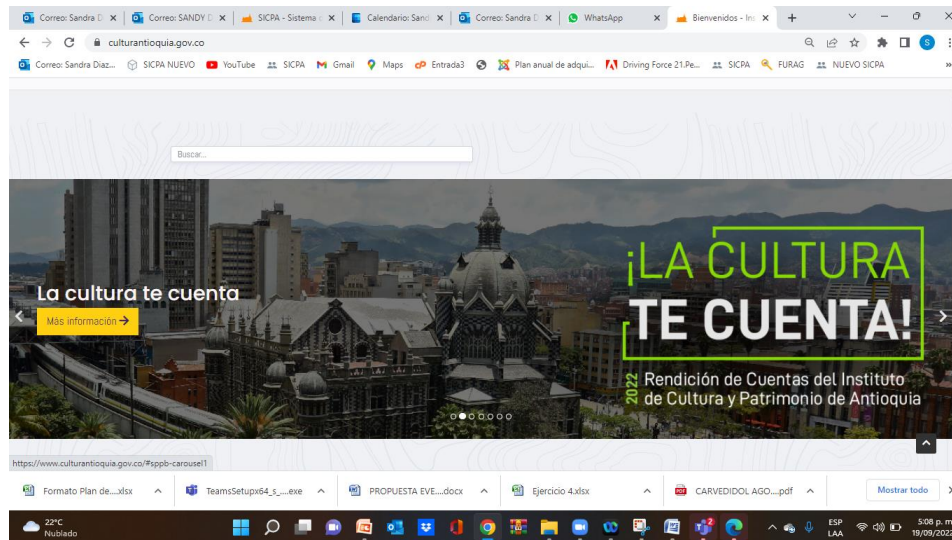 Correo: Sandra D
Correo: SANDY D
SICPA - Sistema
Calendario: Sand
Correo: Sandra D
WhatsApp
Bienvenidos - Ins
culturantioquia.gov.co
Correo: Sandra Diaz...
SICPA NUEVO
YouTube
SICPA
Gmail
Maps
Entrada3
Plan anual de adqui...
Driving Force 21.Pe...
SICPA
FURAG
NUEVO SICPA
Buscar...
La cultura te cuenta
Más información →
¡LA CULTURA
TE CUENTA!
2022 Rendición de Cuentas del Instituto
de Cultura y Patrimonio de Antioquia
https://www.culturantioquia.gov.co/#sppb-carousel1
Formato Plan de....xlsx
TeamsSetupx64_s_....exe
PROPUESTA EVE....docx
Ejercicio 4.xlsx
CARVEDIDOL AGO....pdf
Mostrar todo
22°C
Nublado
ESP
LAA
5:08 p. m.